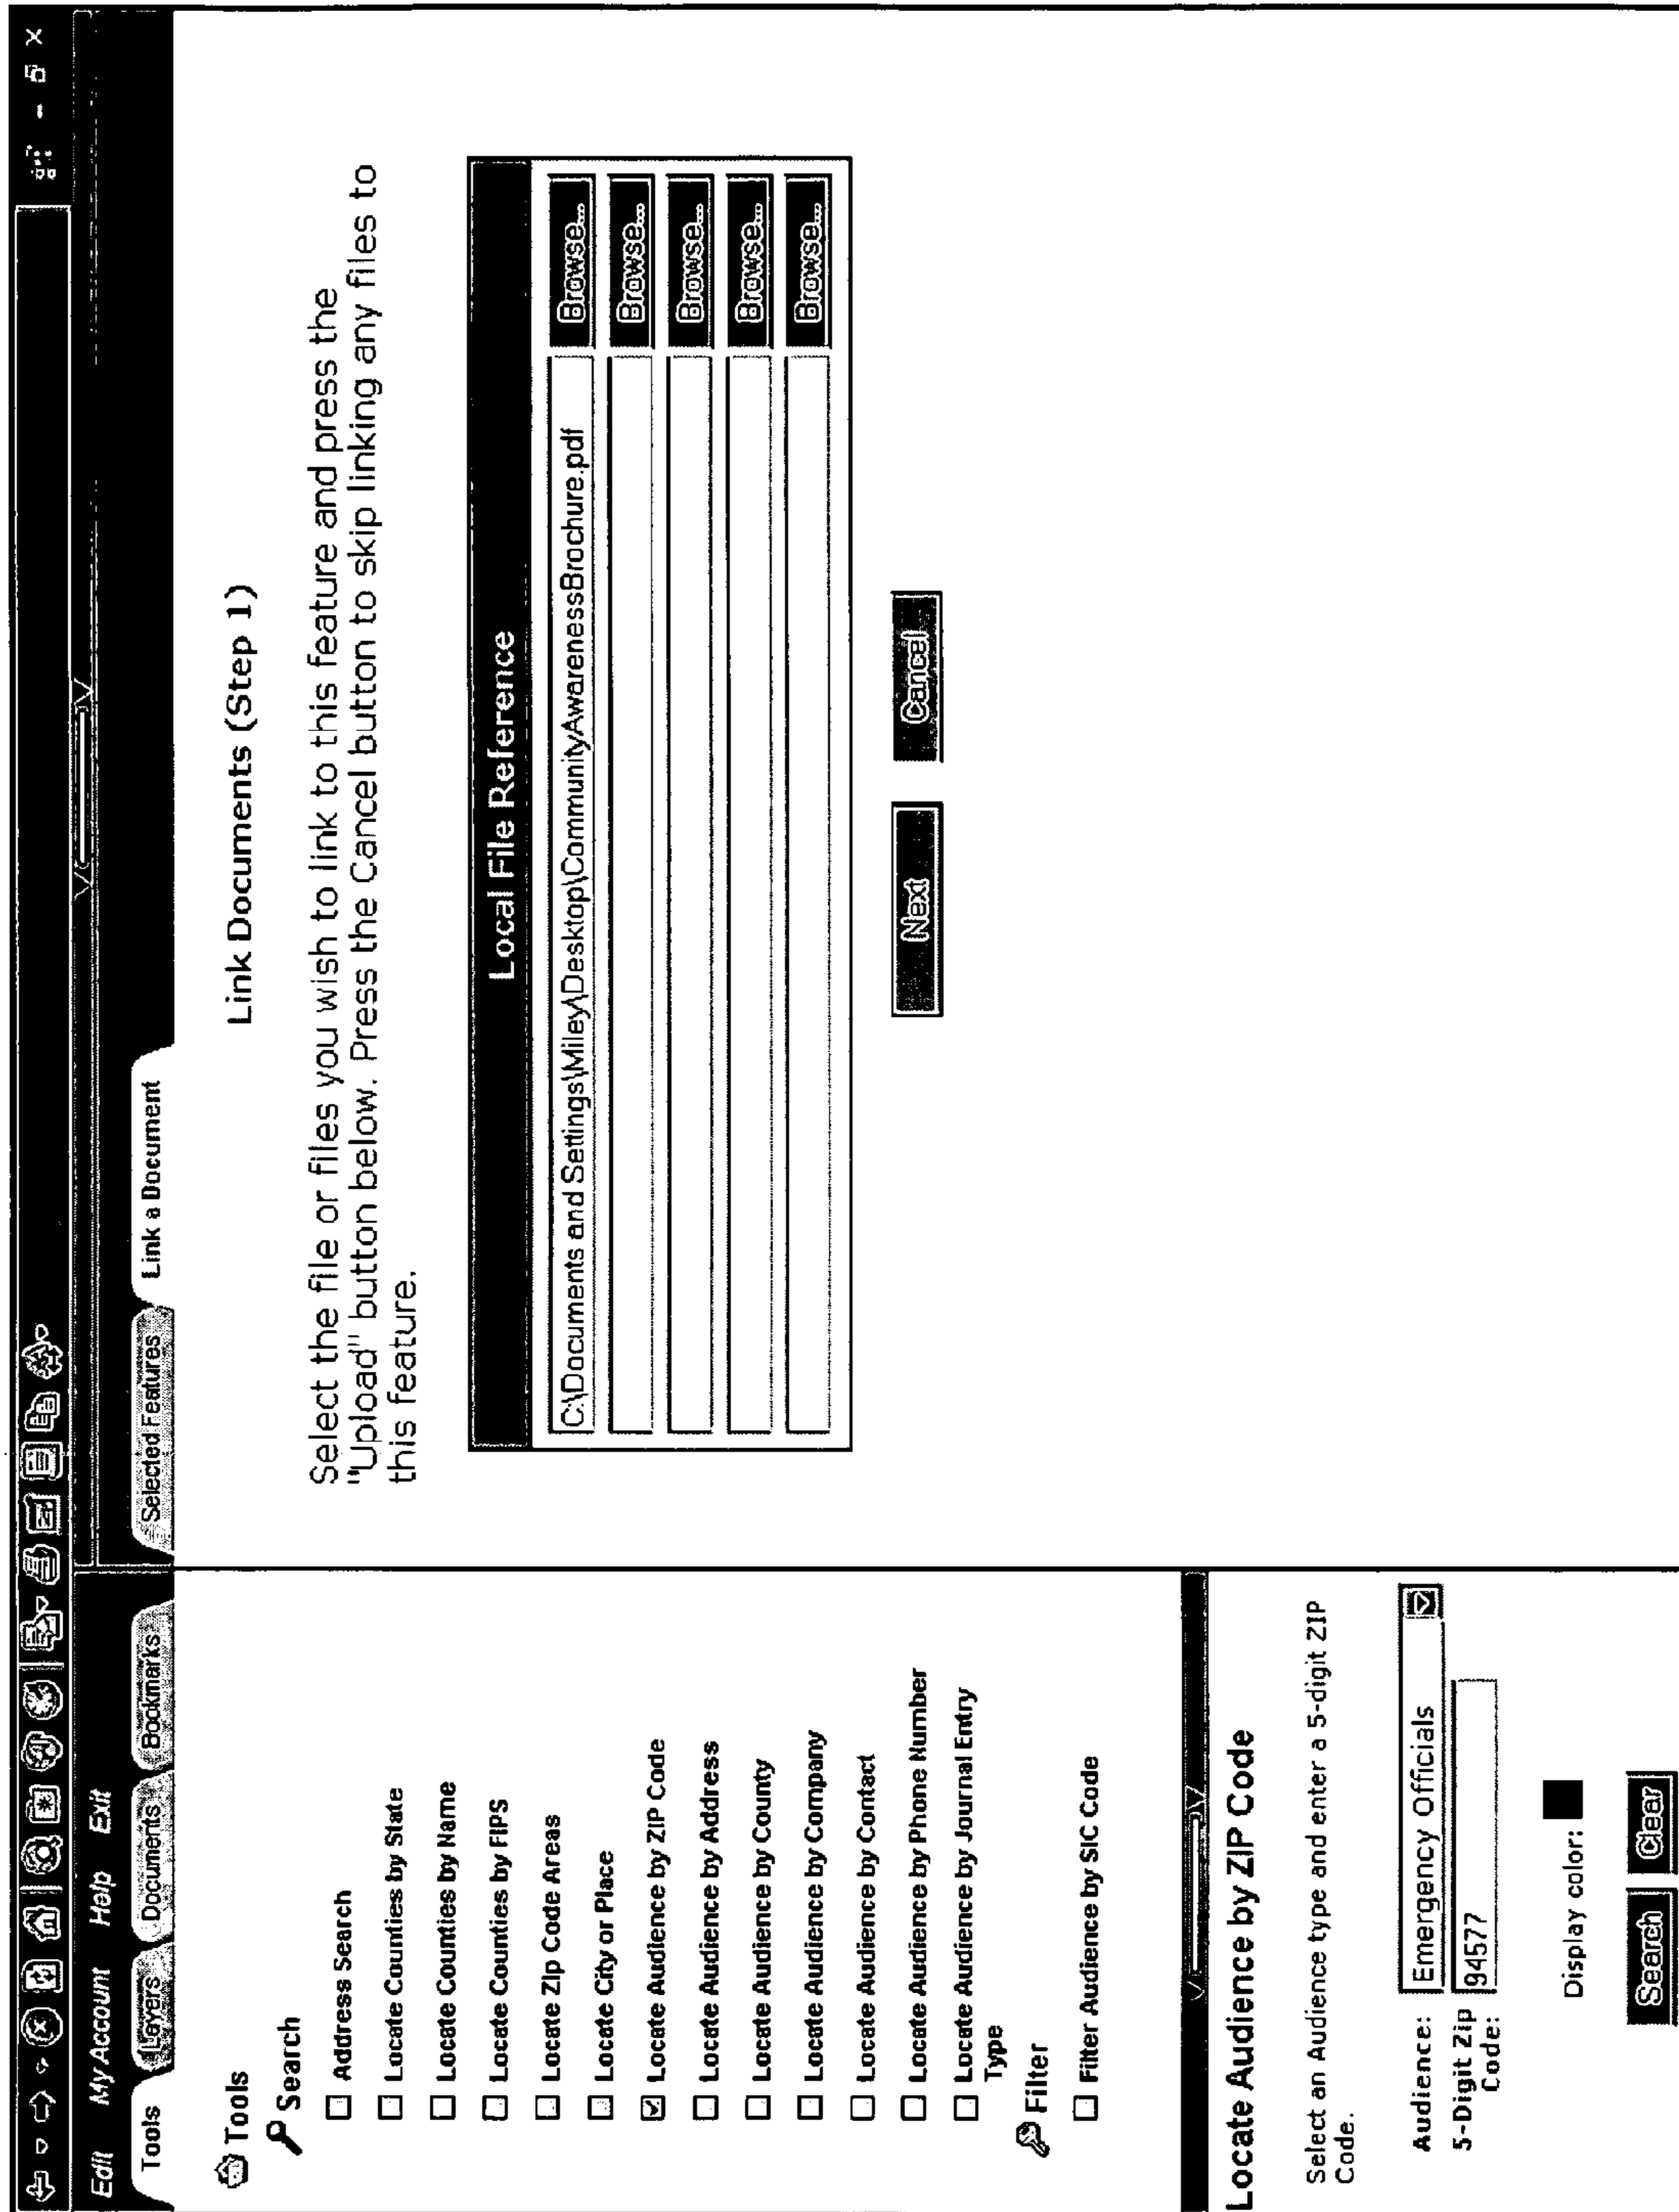 Edit My Account Help Exit
Tools Layers Documents Bookmarks
Selected Features Link a Document
Tools
Search
Address Search
Locate Counties by State
Locate Counties by Name
Locate Counties by FIPS
Locate Zip Code Areas
Locate City or Place
Locate Audience by ZIP Code
Locate Audience by Address
Locate Audience by County
Locate Audience by Company
Locate Audience by Contact
Locate Audience by Phone Number
Locate Audience by Journal Entry
Type
Filter
Filter Audience by SIC Code
Locate Audience by ZIP Code
Select an Audience type and enter a 5-digit ZIP
Code.
Audience: Emergency Officials
5-Digit Zip
Code: 94577
Display color:
Search Clear
Link Documents (Step 1)
Select the file or files you wish to link to this feature and press the
"Upload" button below. Press the Cancel button to skip linking any files to
this feature.
Local File Reference
C:\Documents and Settings\Miley\Desktop\CommunityAwarenessBrochure.pdf Browse...
Browse...
Browse...
Browse...
Browse...
Next Cancel